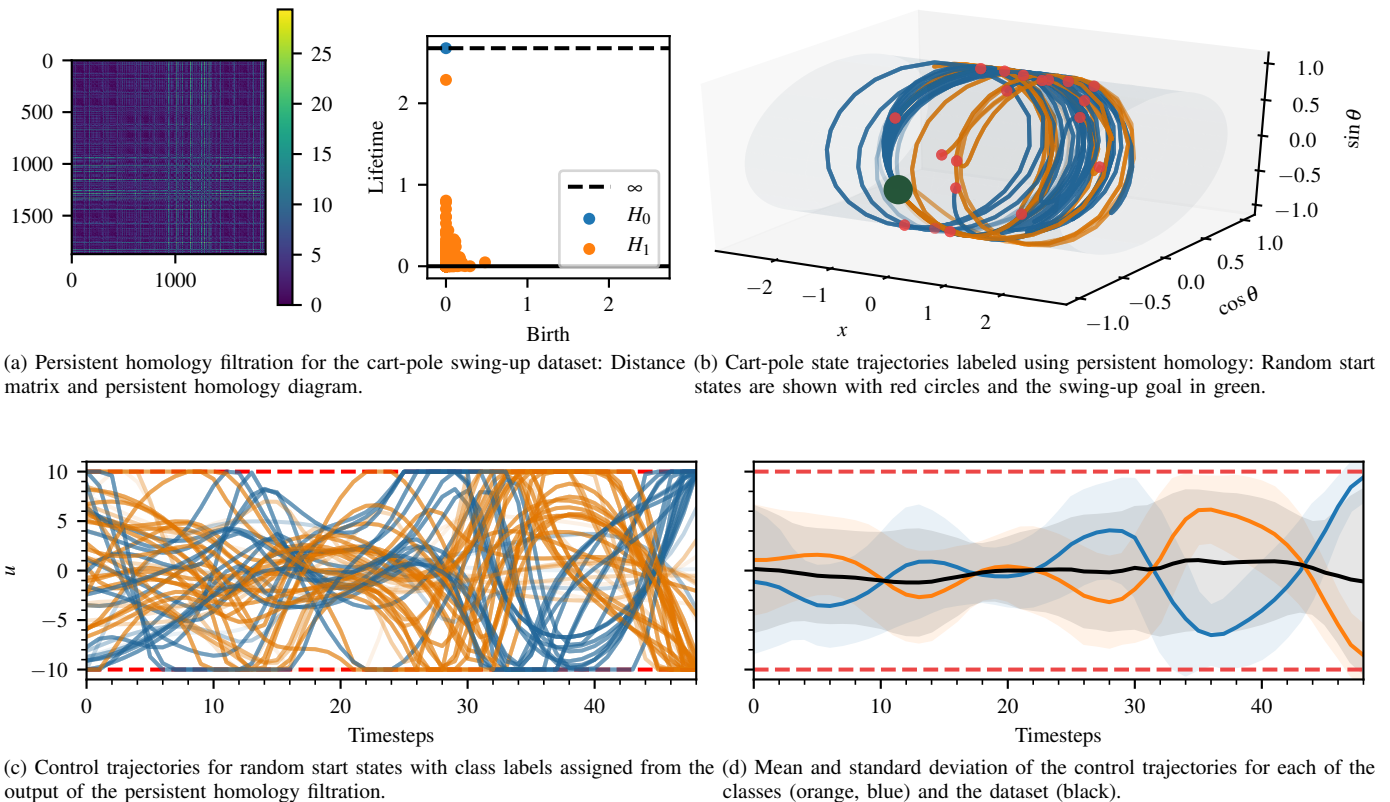 0
500
1000
1500
0
1000
25
20
15
10
5
0
Lifetime
2
1
0
∞
H0
H1
0
1
2
Birth
1.0
0.5
0.0
−0.5
−1.0
sin θ
−2
−1
0
1
2
x
−1.0
−0.5
0.0
0.5
1.0
cos θ
(a) Persistent homology filtration for the cart-pole swing-up dataset: Distance
matrix and persistent homology diagram.
(b) Cart-pole state trajectories labeled using persistent homology: Random start
states are shown with red circles and the swing-up goal in green.
u
10
5
0
−5
−10
0
10
20
30
40
Timesteps
0
10
20
30
40
Timesteps
(c) Control trajectories for random start states with class labels assigned from the
output of the persistent homology filtration.
(d) Mean and standard deviation of the control trajectories for each of the
classes (orange, blue) and the dataset (black).